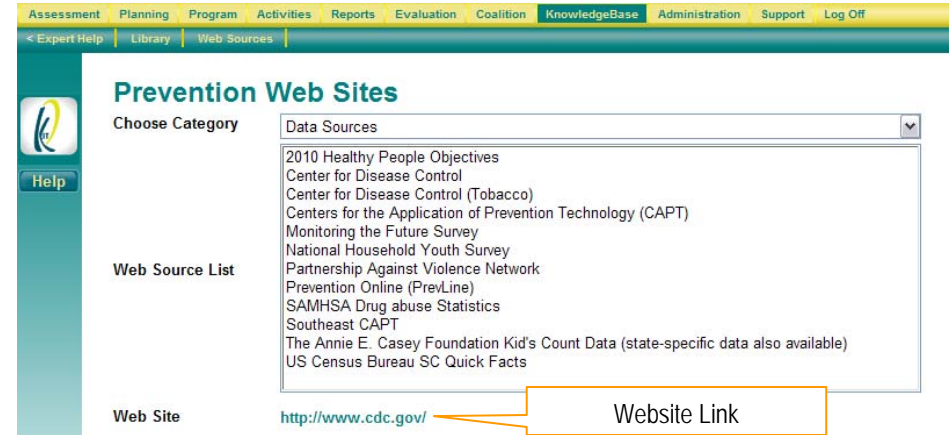 Assessment Planning Program Activities Reports Evaluation Coalition KnowledgeBase Administration Support Log Off
< Expert Help Library Web Sources
Prevention Web Sites
Choose Category Data Sources
Help
Web Source List
2010 Healthy People Objectives
Center for Disease Control
Center for Disease Control (Tobacco)
Centers for the Application of Prevention Technology (CAPT)
Monitoring the Future Survey
National Household Youth Survey
Partnership Against Violence Network
Prevention Online (PrevLine)
SAMHSA Drug abuse Statistics
Southeast CAPT
The Annie E. Casey Foundation Kid's Count Data (state-specific data also available)
US Census Bureau SC Quick Facts
Web Site http://www.cdc.gov/ Website Link